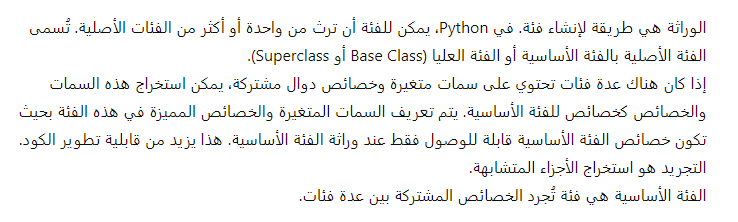 الوراثة هي طريقة لإنشاء فئة. في Python، يمكن للفئة أن ترث من واحدة أو أكثر من الفئات الأصلية. تُسمى
الفئة الأصلية بالفئة الأساسية أو الفئة العليا (Base Class أو Superclass).
إذا كان هناك عدة فئات تحتوي على سمات متغيرة وخصائص دوال مشتركة، يمكن استخراج هذه السمات
والخصائص كخصائص للفئة الأساسية. يتم تعريف السمات المتغيرة والخصائص المميزة في هذه الفئة بحيث
تكون خصائص الفئة الأساسية قابلة للوصول فقط عند وراثة الفئة الأساسية. هذا يزيد من قابلية تطوير الكود.
التجريد هو استخراج الأجزاء المتشابهة.
الفئة الأساسية هي فئة تُجرد الخصائص المشتركة بين عدة فئات.